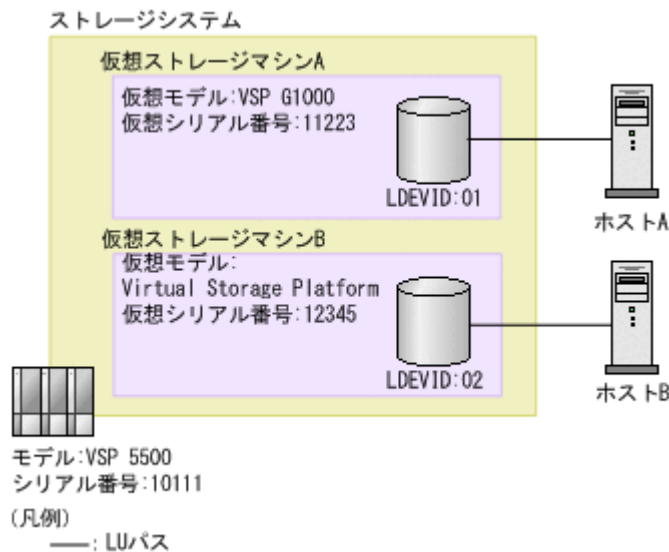 ストレージシステム
仮想ストレージマシンA
仮想モデル:VSP G1000
仮想シリアル番号:11223
LDEVID:01
ホストA
仮想ストレージマシンB
仮想モデル:
Virtual Storage Platform
仮想シリアル番号:12345
LDEVID:02
ホストB
モデル:VSP 5500
シリアル番号:10111
(凡例)
――: LUパス